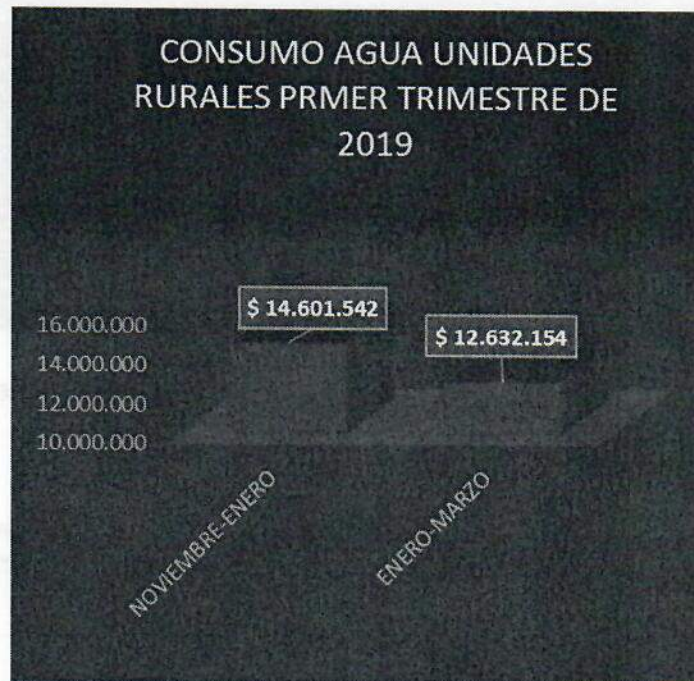 CONSUMO AGUA UNIDADES
RURALES PRMER TRIMESTRE DE
2019
$ 14.601.542
$ 12.632.154
16.000.000
14.000.000
12.000.000
10.000.000
NOVIEMBRE-ENERO
ENERO-MARZO